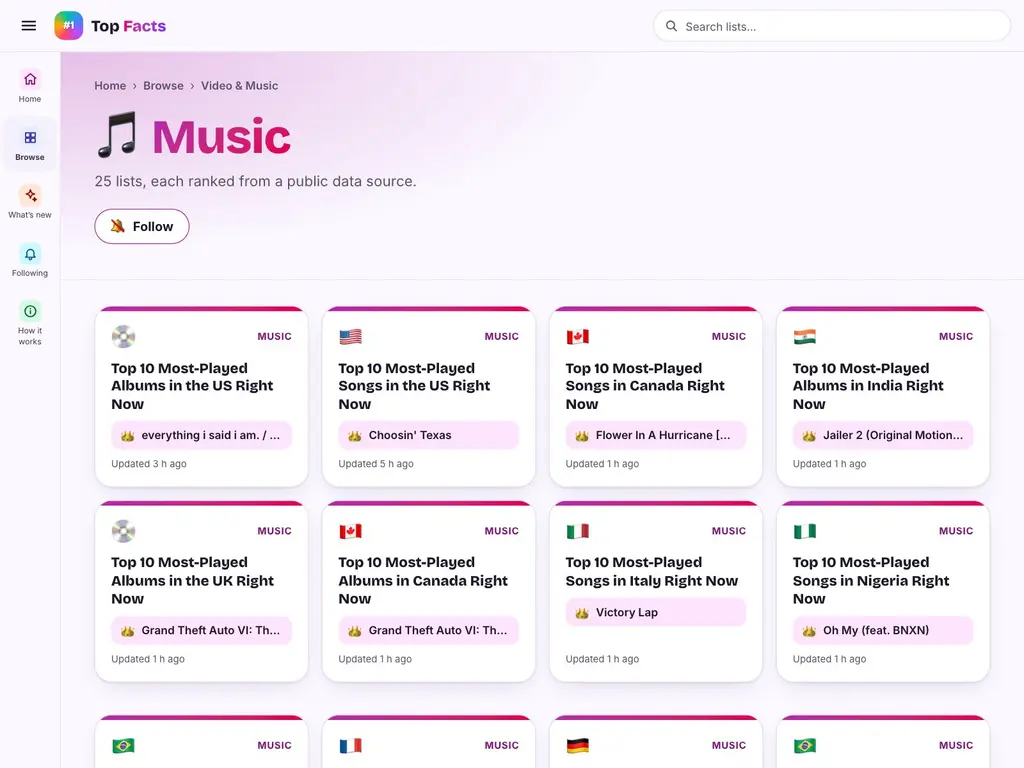 #1 Top Facts
Search lists...
Home
Browse
What's new
Following
How it
works
Home › Browse › Video & Music
Music
25 lists, each ranked from a public data source.
Follow
MUSIC
Top 10 Most-Played
Albums in the US Right
Now
everything i said i am. / ...
Updated 3 h ago
MUSIC
Top 10 Most-Played
Songs in the US Right
Now
Choosin' Texas
Updated 5 h ago
MUSIC
Top 10 Most-Played
Songs in Canada Right
Now
Flower In A Hurricane [...
Updated 1 h ago
MUSIC
Top 10 Most-Played
Albums in India Right
Now
Jailer 2 (Original Motion...
Updated 1 h ago
MUSIC
Top 10 Most-Played
Albums in the UK Right
Now
Grand Theft Auto VI: Th...
Updated 1 h ago
MUSIC
Top 10 Most-Played
Albums in Canada Right
Now
Grand Theft Auto VI: Th...
Updated 1 h ago
MUSIC
Top 10 Most-Played
Songs in Italy Right Now
Victory Lap
Updated 1 h ago
MUSIC
Top 10 Most-Played
Songs in Nigeria Right
Now
Oh My (feat. BNXN)
Updated 1 h ago
MUSIC
MUSIC
MUSIC
MUSIC